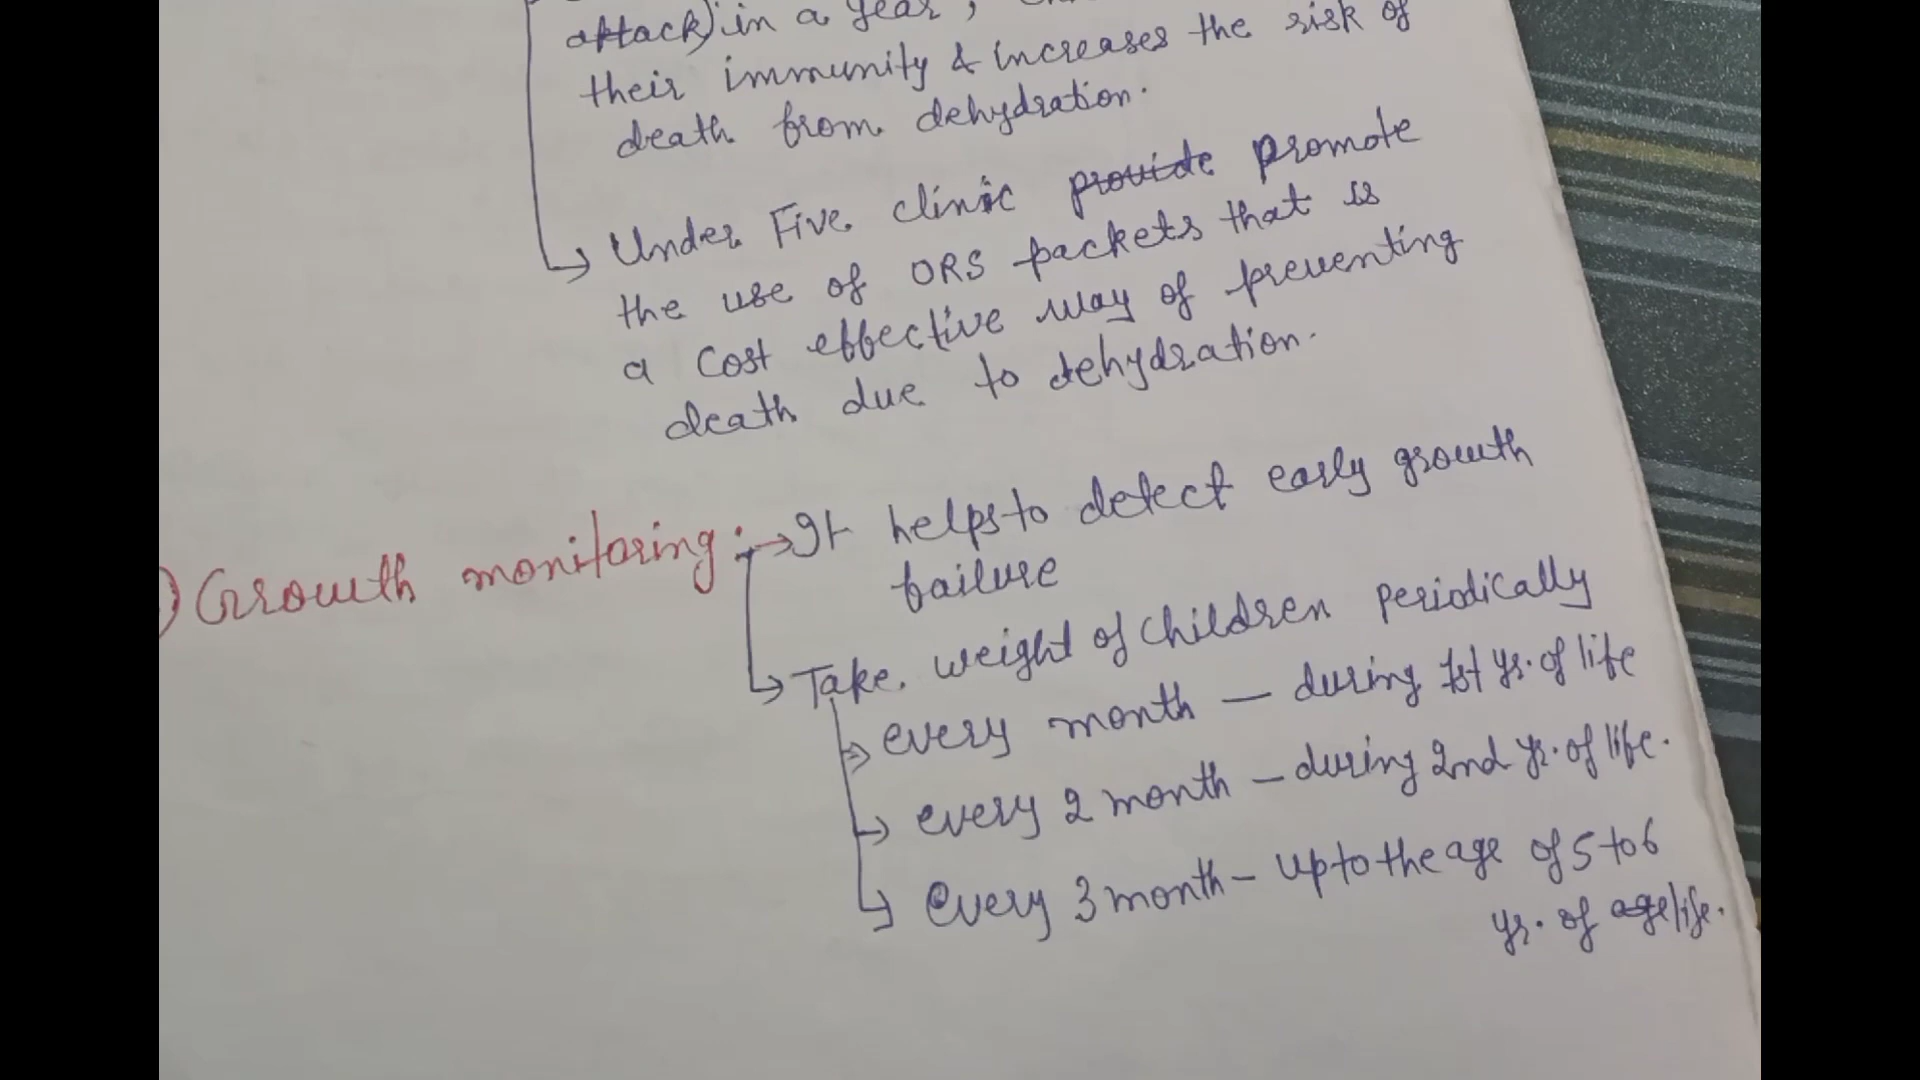 attack) in a year,
their immunity & increases the risk of
death from dehydration.
→ Under Five clinic provide promote
the use of ORS packets that is
a cost effective way of preventing
death due to dehydration.
) Growth monitoring :→ It helps to detect early growth
failure
→ Take weight of children periodically
→ every month – during 1st yr. of life
→ every 2 month – during 2nd yr. of life.
→ every 3 month – up to the age of 5 to 6
yr. of age life.